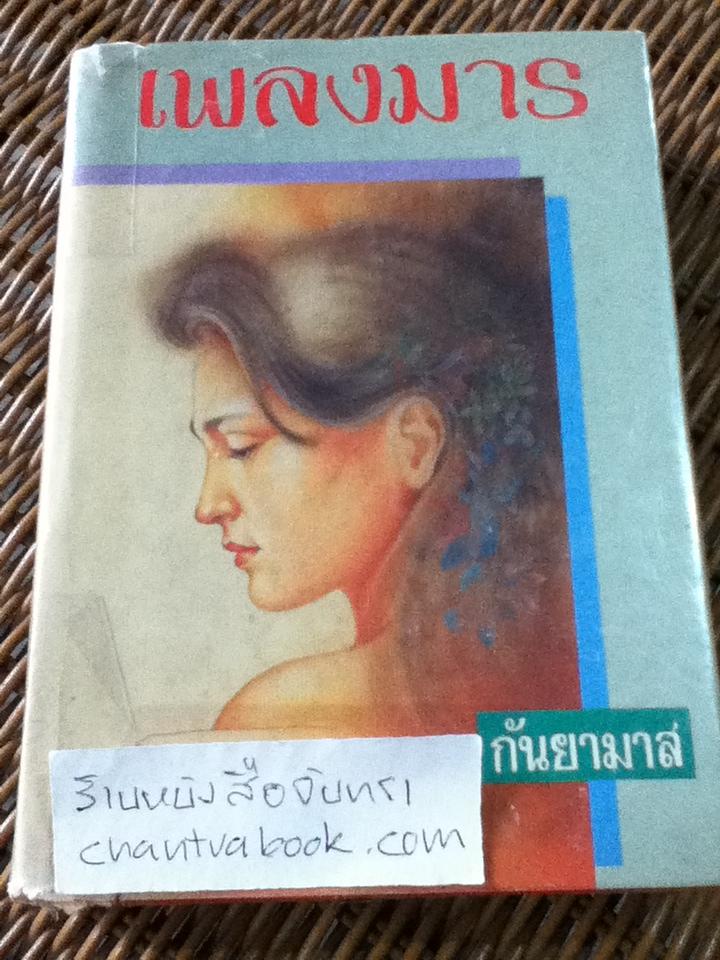 เพลงมาร
กันยามาส
ร้านหนังสือจันทรา
chantrabook.com